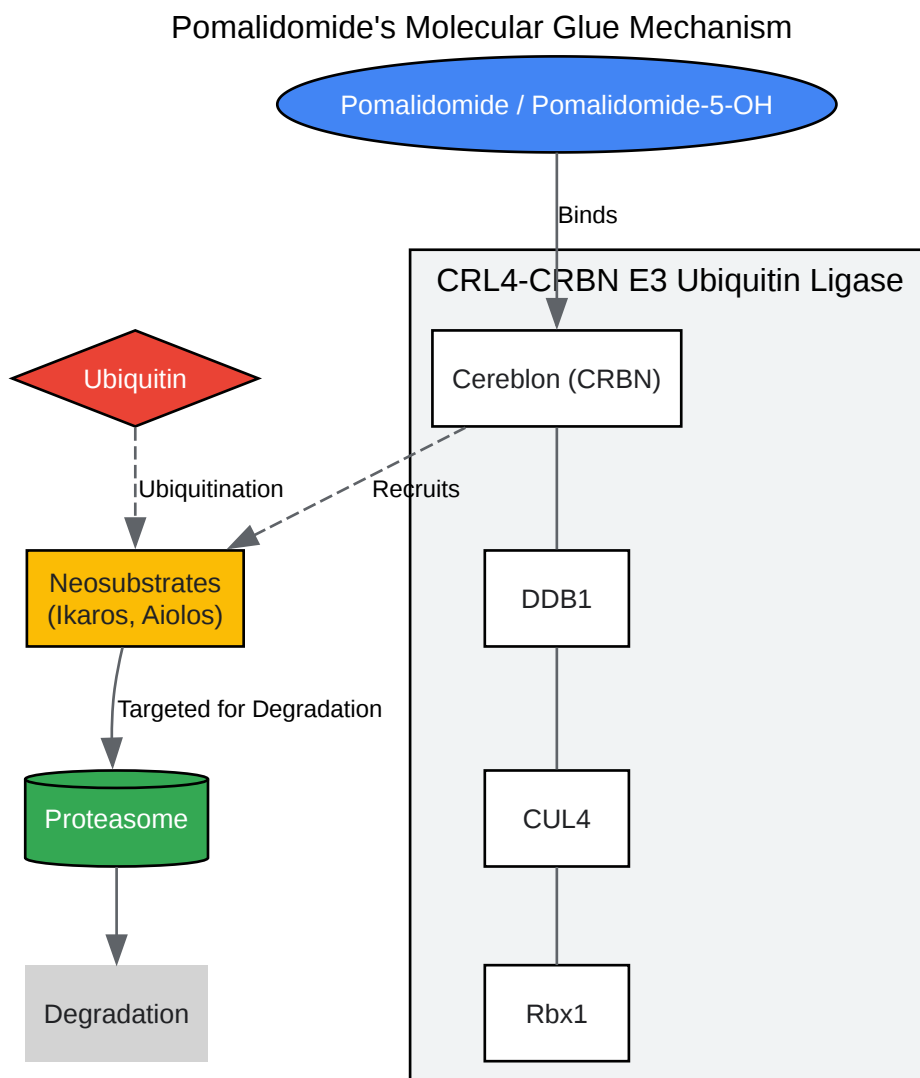 Pomalidomide's Molecular Glue Mechanism
Pomalidomide / Pomalidomide-5-OH
Binds
CRL4-CRBN E3 Ubiquitin Ligase
Ubiquitin
Cereblon (CRBN)
Ubiquitination
Recruits
Neosubstrates
(Ikaros, Aiolos)
DDB1
Targeted for Degradation
Proteasome
CUL4
Degradation
Rbx1